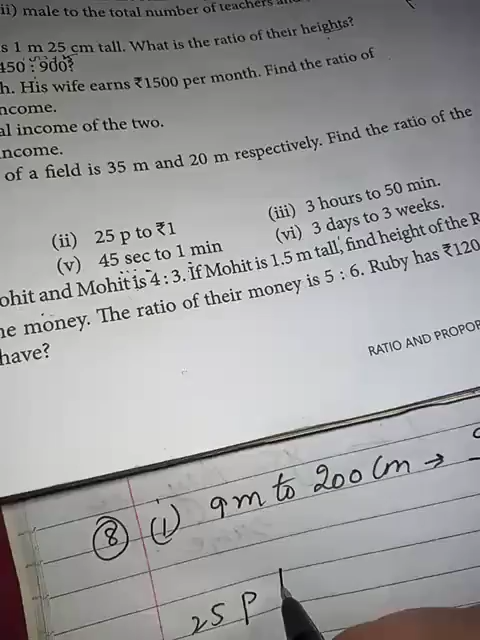 ii) male to the total number of teachers
s 1 m 25 cm tall. What is the ratio of their heights?
450 : 900?
h. His wife earns ₹1500 per month. Find the ratio of
ncome.
al income of the two.
ncome.
of a field is 35 m and 20 m respectively. Find the ratio of the
(ii) 25 p to ₹1 (iii) 3 hours to 50 min.
(v) 45 sec to 1 min (vi) 3 days to 3 weeks.
ohit and Mohit is 4 : 3. If Mohit is 1.5 m tall, find height of the R
ne money. The ratio of their money is 5 : 6. Ruby has ₹120
have?
RATIO AND PROPOR
8 (i) 9m to 200 Cm →
25 P